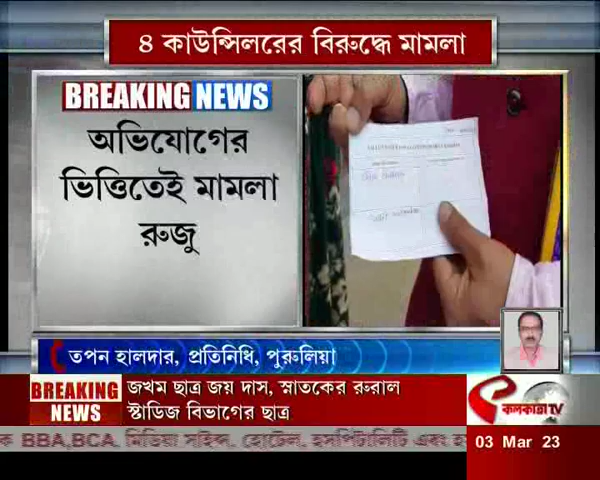 ৪ কাউন্সিলরের বিরুদ্ধে মামলা
BREAKING NEWS
অভিযোগের
ভিত্তিতেই মামলা
রুজু
তপন হালদার, প্রতিনিধি, পুরুলিয়া
BREAKING
NEWS
জখম ছাত্র জয় দাস, স্নাতকের রুরাল
স্টাডিজ বিভাগের ছাত্র
কলকাতা TV
ক BBA,BCA, মিডিয়া সাইন্স, হোটেল, হসপিটালিটি এবং
03 Mar 23